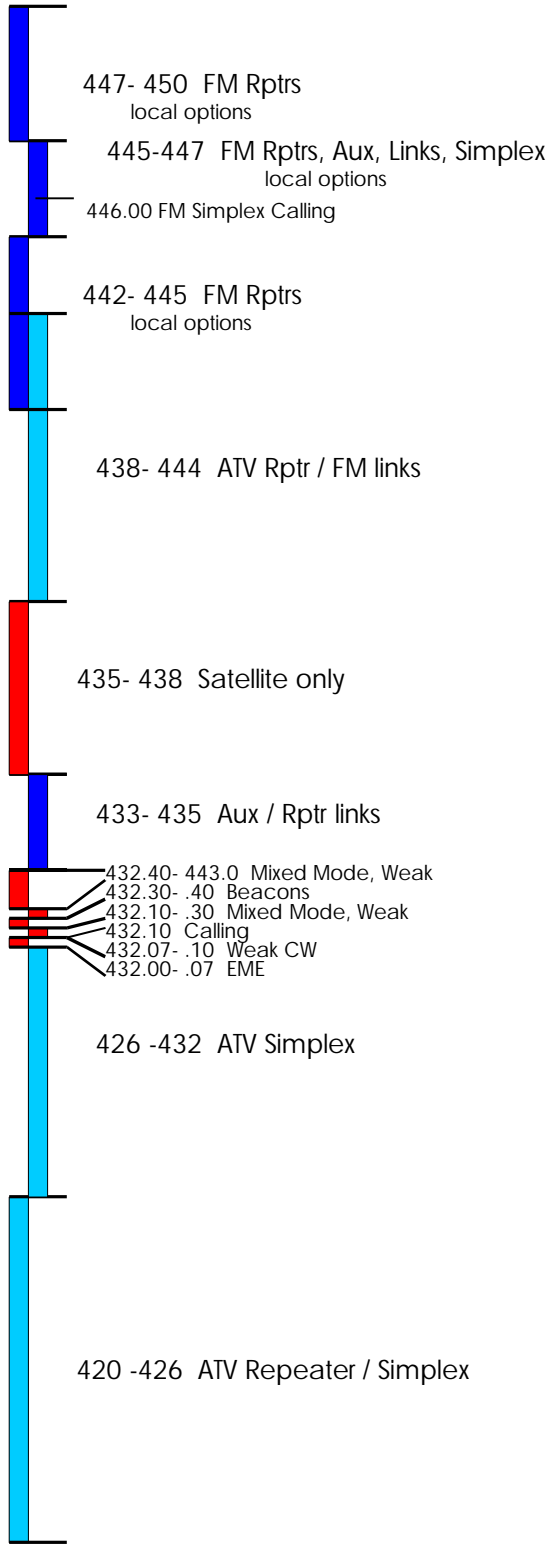 447- 450 FM Rptrs
local options
445-447 FM Rptrs, Aux, Links, Simplex
local options
446.00 FM Simplex Calling
442- 445 FM Rptrs
local options
438- 444 ATV Rptr / FM links
435- 438 Satellite only
433- 435 Aux / Rptr links
432.40- 443.0 Mixed Mode, Weak
432.30- .40 Beacons
432.10- .30 Mixed Mode, Weak
432.10 Calling
432.07- .10 Weak CW
432.00- .07 EME
426 -432 ATV Simplex
420 -426 ATV Repeater / Simplex